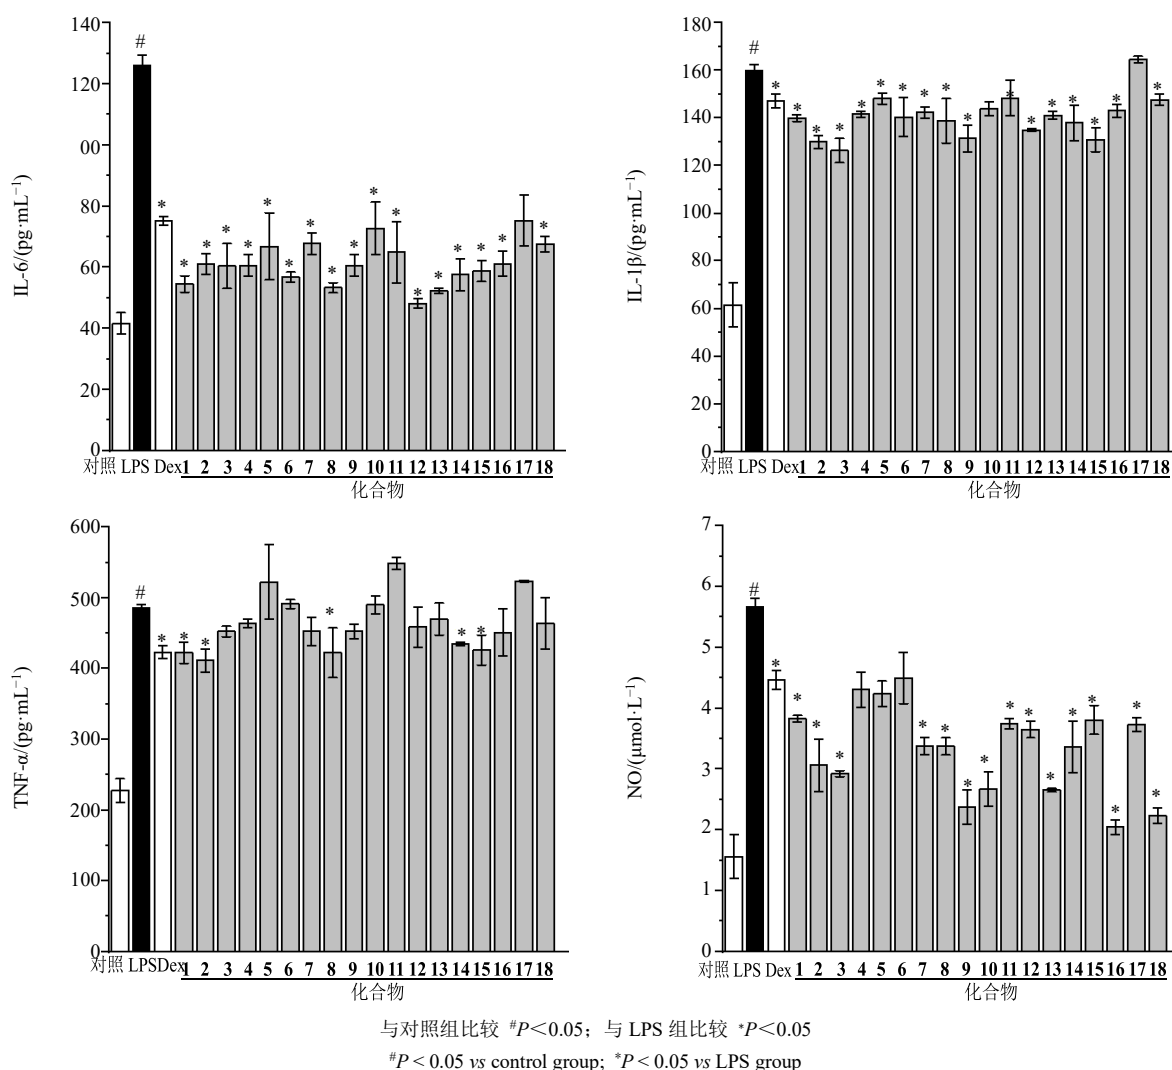 140
120
00
80
60
40
20
0
IL-6/(pg·mL⁻¹)
#
* * * * * * * * * * * * * * * * * *
对照 LPS Dex 1 2 3 4 5 6 7 8 9 10 11 12 13 14 15 16 17 18
化合物
180
160
140
120
100
80
60
40
20
0
IL-1β/(pg·mL⁻¹)
#
* * * * * * * * * * * * * * * * *
对照 LPS Dex 1 2 3 4 5 6 7 8 9 10 11 12 13 14 15 16 17 18
化合物
600
500
400
300
200
100
0
TNF-α/(pg·mL⁻¹)
#
* * * * * *
对照 LPSDex 1 2 3 4 5 6 7 8 9 10 11 12 13 14 15 16 17 18
化合物
7
6
5
4
3
2
1
0
NO/(μmol·L⁻¹)
#
* * * * * * * * * * * * * * * *
对照 LPS Dex 1 2 3 4 5 6 7 8 9 10 11 12 13 14 15 16 17 18
化合物
与对照组比较 #P＜0.05；与 LPS 组比较 *P＜0.05
#P < 0.05 vs control group; *P < 0.05 vs LPS group